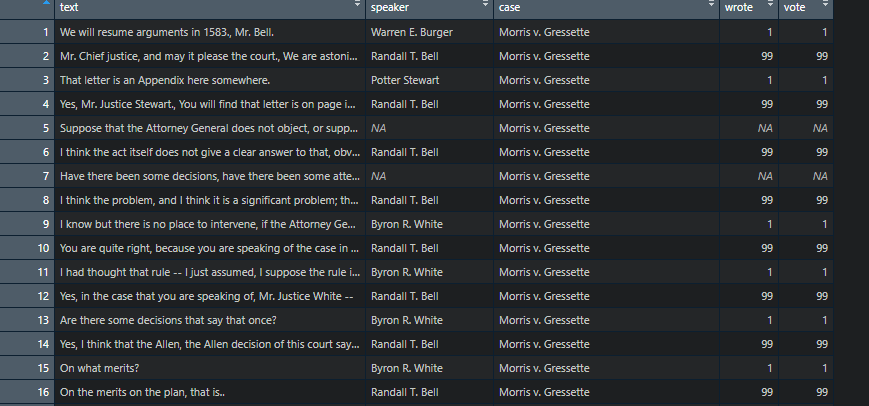 text speaker case wrote vote
1 We will resume arguments in 1583., Mr. Bell. Warren E. Burger Morris v. Gressette 1 1
2 Mr. Chief justice, and may it please the court., We are astoni... Randall T. Bell Morris v. Gressette 99 99
3 That letter is an Appendix here somewhere. Potter Stewart Morris v. Gressette 1 1
4 Yes, Mr. Justice Stewart., You will find that letter is on page i... Randall T. Bell Morris v. Gressette 99 99
5 Suppose that the Attorney General does not object, or supp... NA Morris v. Gressette NA NA
6 I think the act itself does not give a clear answer to that, obv... Randall T. Bell Morris v. Gressette 99 99
7 Have there been some decisions, have there been some atte... NA Morris v. Gressette NA NA
8 I think the problem, and I think it is a significant problem; th... Randall T. Bell Morris v. Gressette 99 99
9 I know but there is no place to intervene, if the Attorney Ge... Byron R. White Morris v. Gressette 1 1
10 You are quite right, because you are speaking of the case in ... Randall T. Bell Morris v. Gressette 99 99
11 I had thought that rule -- I just assumed, I suppose the rule i... Byron R. White Morris v. Gressette 1 1
12 Yes, in the case that you are speaking of, Mr. Justice White -- Randall T. Bell Morris v. Gressette 99 99
13 Are there some decisions that say that once? Byron R. White Morris v. Gressette 1 1
14 Yes, I think that the Allen, the Allen decision of this court say... Randall T. Bell Morris v. Gressette 99 99
15 On what merits? Byron R. White Morris v. Gressette 1 1
16 On the merits on the plan, that is.. Randall T. Bell Morris v. Gressette 99 99